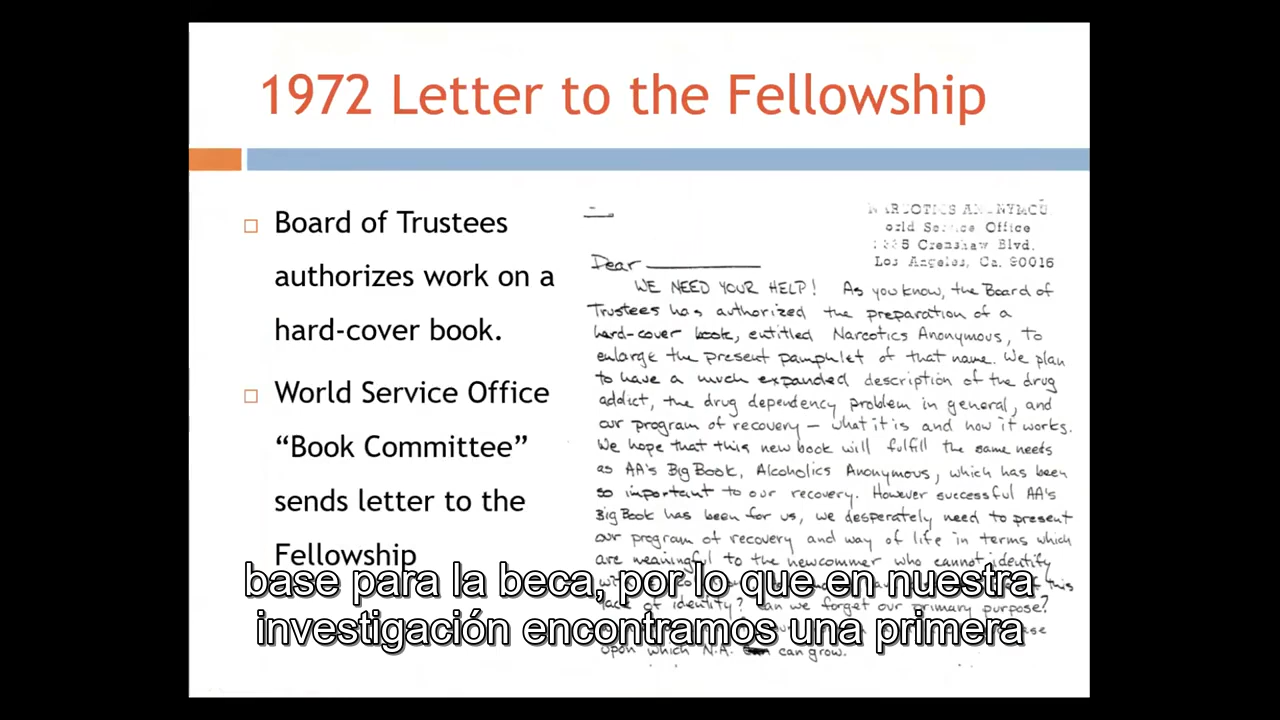 1972 Letter to the Fellowship
Board of Trustees
authorizes work on a
hard-cover book.
World Service Office
“Book Committee”
sends letter to the
Fellowship
World Service Office
Crenshaw Blvd.
Los Angeles, Ca. 90016
Dear
WE NEED YOUR HELP! As you know, the Board of
Trustees has authorized the preparation of a
hard-cover book, entitled Narcotics Anonymous, to
enlarge the present pamphlet of that name. We plan
to have a much expanded description of the drug
addict, the drug dependency problem in general, and
our program of recovery — what it is and how it works.
We hope that this new book will fulfill the same needs
as AA's Big Book, Alcoholics Anonymous, which has been
so important to our recovery. However successful AA's
Big Book has been for us, we desperately need to present
our program of recovery and way of life in terms which
are meaningful to the newcommer who cannot identify
this
lack of identity? Can we forget our primary purpose?
upon which N.A. can grow.
base para la beca, por lo que en nuestra
investigación encontramos una primera